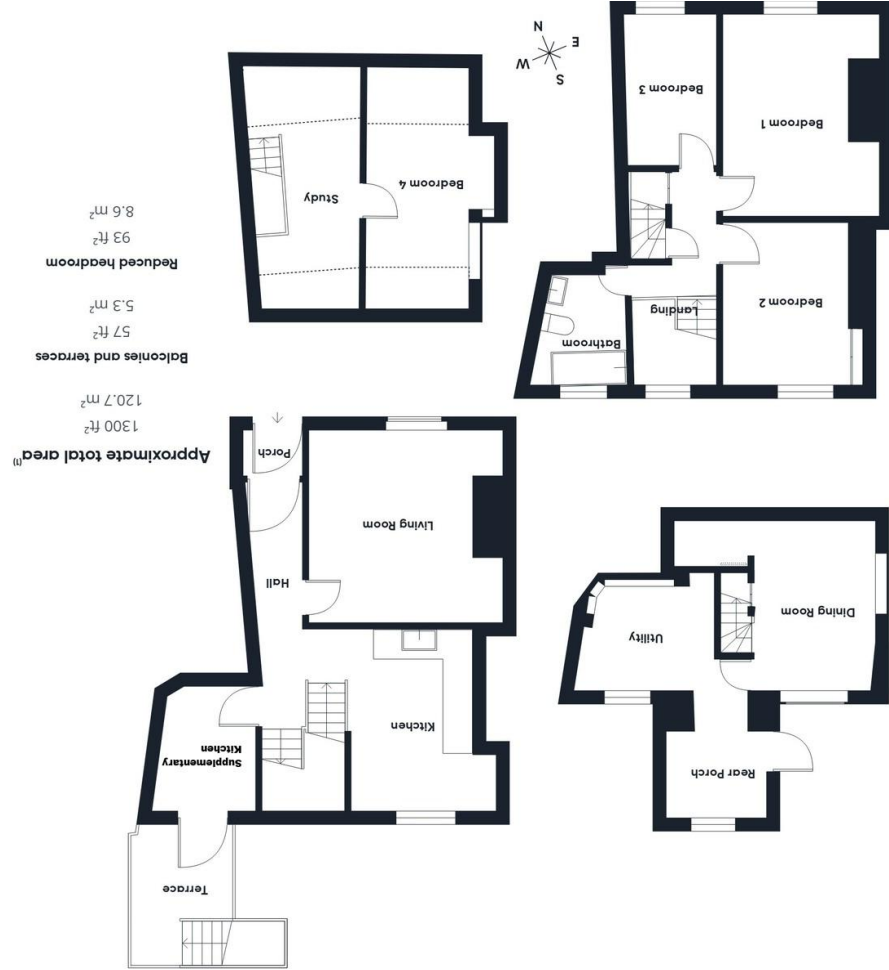 Terrace
Rear Porch
Supplementary
Kitchen
Kitchen
Utility
Dining Room
Hall
Living Room
Porch
Approximate total area(1)
1300 ft²
120.7 m²
Balconies and terraces
57 ft²
5.3 m²
Reduced headroom
93 ft²
8.6 m²
Bathroom
Landing
Bedroom 2
Bedroom 1
Bedroom 3
Bedroom 4
Study
S
W
E
N